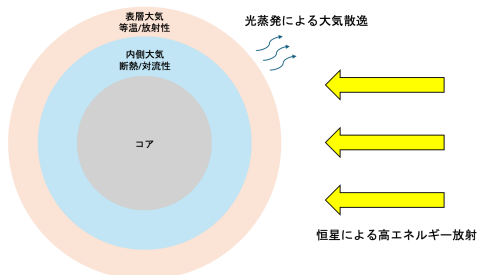 表層大気
等温/放射性
光蒸発による大気散逸
内側大気
断熱/対流性
コア
恒星による高エネルギー放射